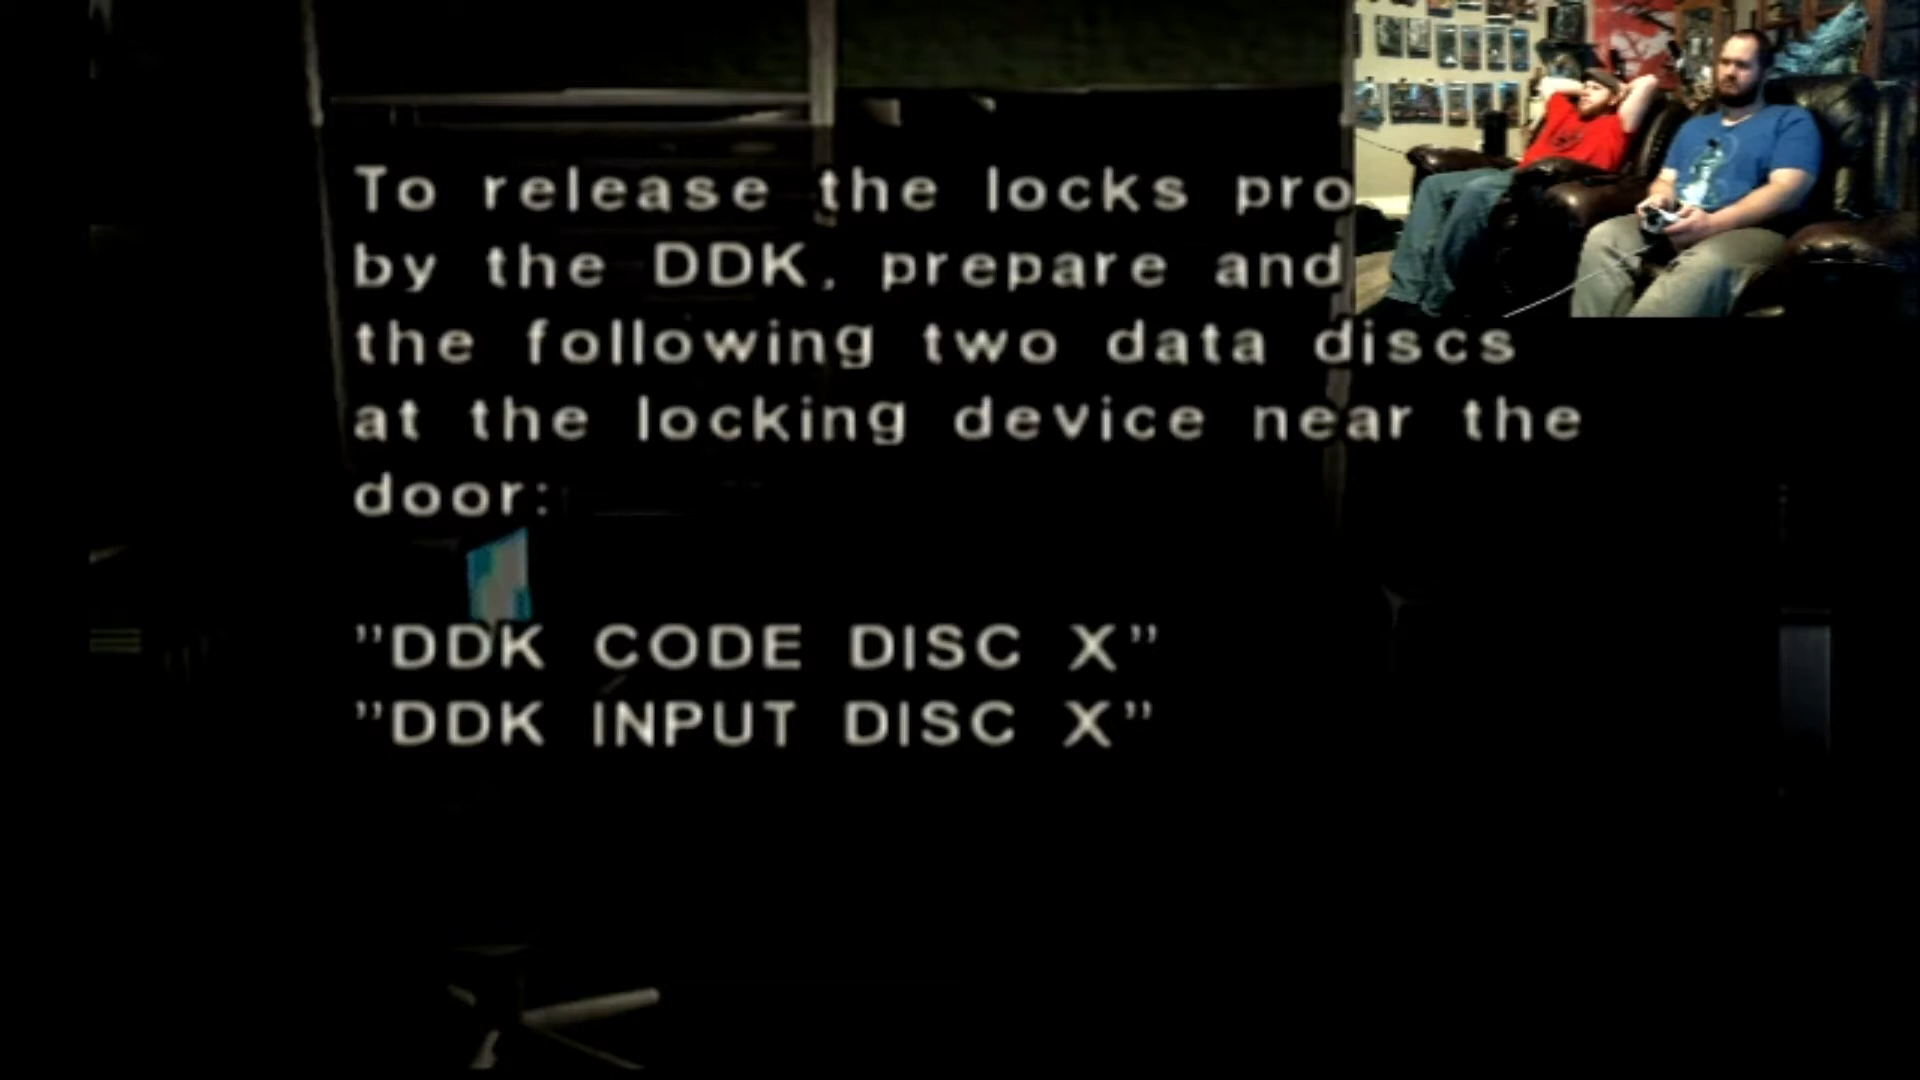 To release the locks pro
by the DDK, prepare and
the following two data discs
at the locking device near the
door:
"DDK CODE DISC X"
"DDK INPUT DISC X"